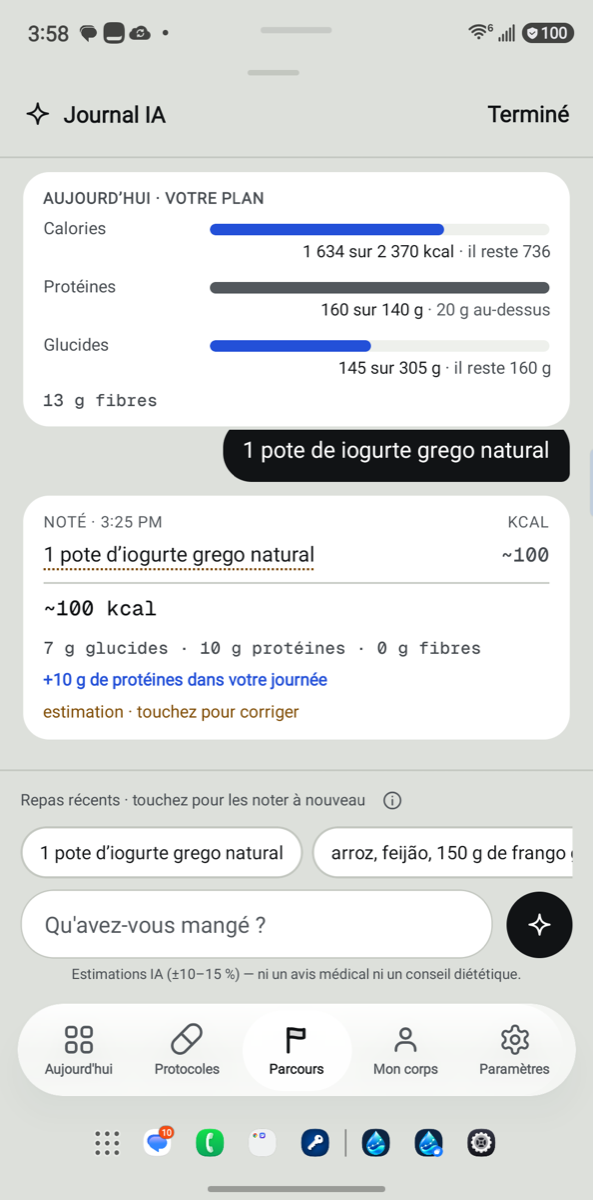 3:58
6
100
Journal IA
Terminé
AUJOURD'HUI · VOTRE PLAN
Calories
1 634 sur 2 370 kcal · il reste 736
Protéines
160 sur 140 g · 20 g au-dessus
Glucides
145 sur 305 g · il reste 160 g
13 g fibres
1 pote de iogurte grego natural
NOTÉ · 3:25 PM
KCAL
1 pote d'iogurte grego natural
~100
~100 kcal
7 g glucides · 10 g protéines · 0 g fibres
+10 g de protéines dans votre journée
estimation · touchez pour corriger
Repas récents · touchez pour les noter à nouveau
1 pote d'iogurte grego natural
arroz, feijão, 150 g de frango
Qu'avez-vous mangé ?
Estimations IA (±10–15 %) — ni un avis médical ni un conseil diététique.
Aujourd'hui
Protocoles
Parcours
Mon corps
Paramètres
10